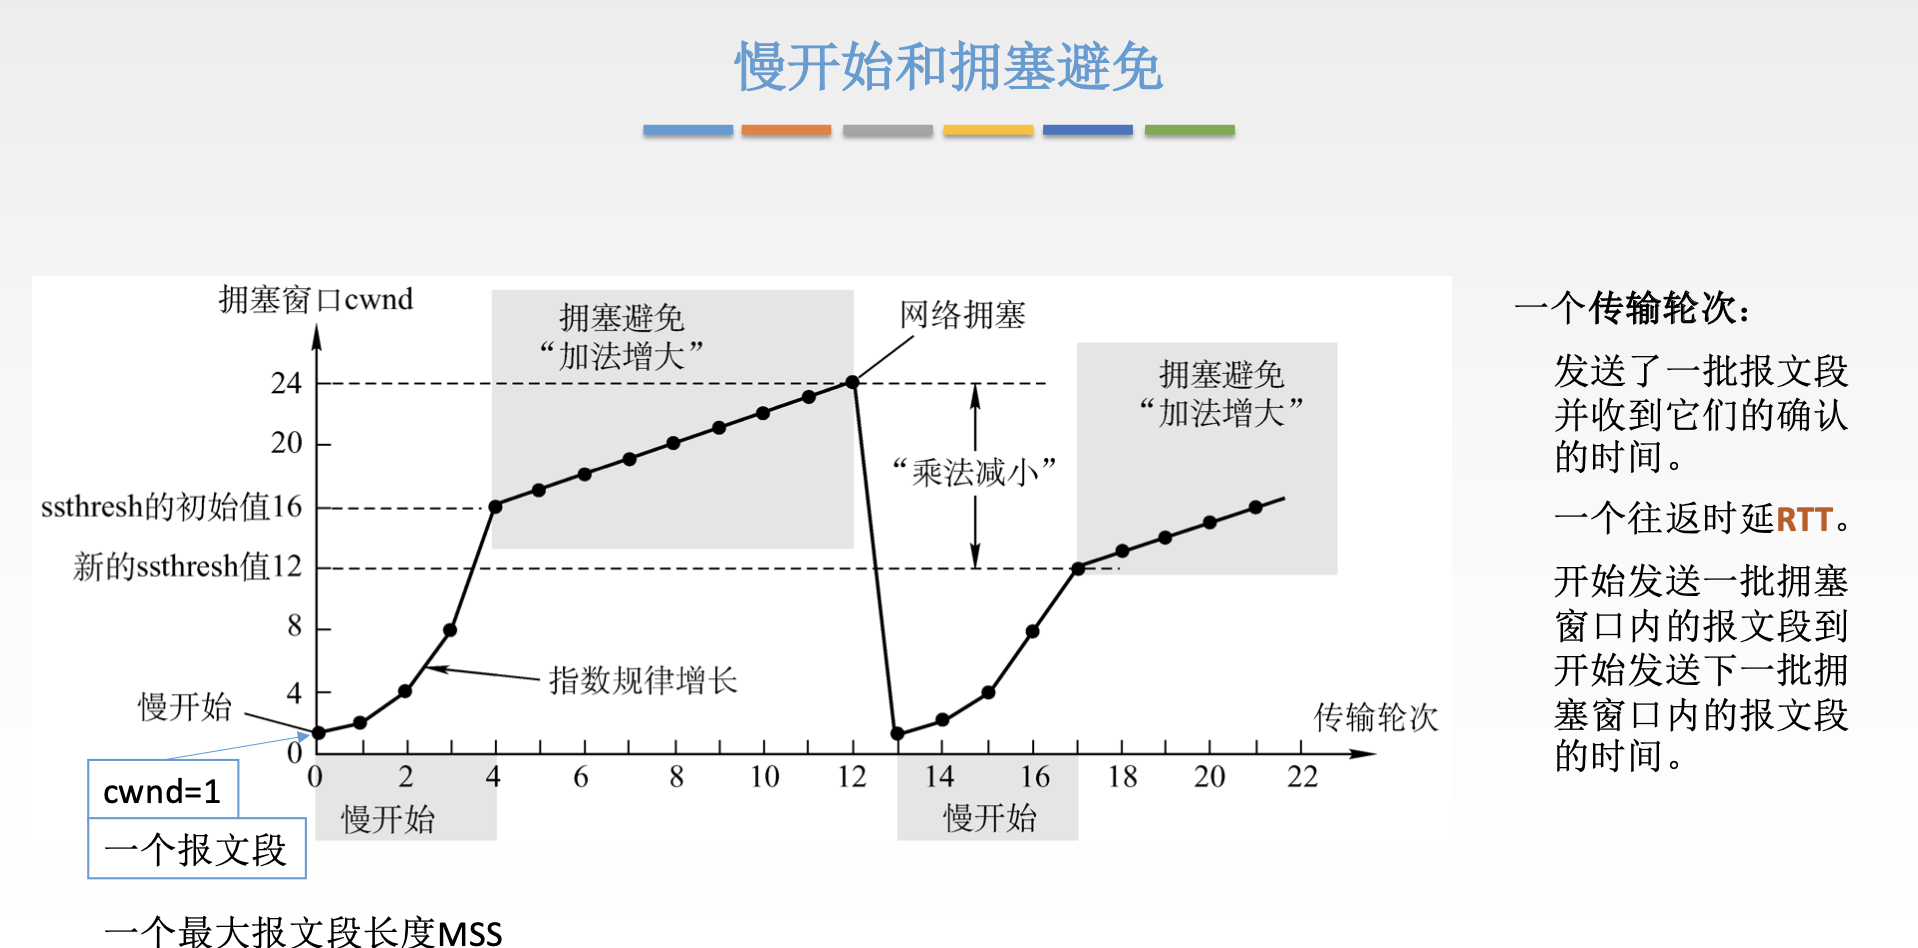 慢开始和拥塞避免
拥塞窗口cwnd
拥塞避免
“加法增大”
网络拥塞
拥塞避免
“加法增大”
“乘法减小”
24
20
ssthresh的初始值16
新的ssthresh值12
8
4
0
指数规律增长
慢开始
传输轮次
0 2 4 6 8 10 12 14 16 18 20 22
慢开始
慢开始
cwnd=1
一个报文段
一个最大报文段长度MSS
一个传输轮次：
发送了一批报文段
并收到它们的确认
的时间。
一个往返时延RTT。
开始发送一批拥塞
窗口内的报文段到
开始发送下一批拥
塞窗口内的报文段
的时间。